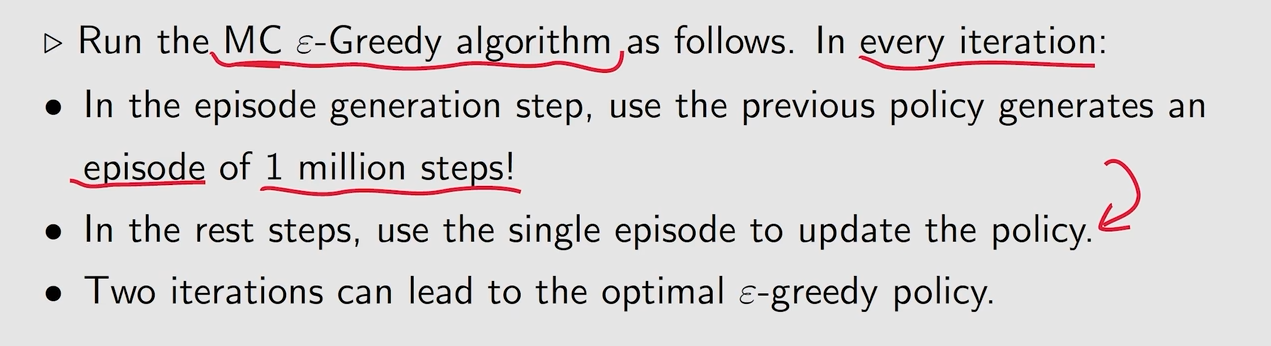 ▷ Run the MC ε-Greedy algorithm as follows. In every iteration:
• In the episode generation step, use the previous policy generates an
episode of 1 million steps!
• In the rest steps, use the single episode to update the policy.
• Two iterations can lead to the optimal ε-greedy policy.